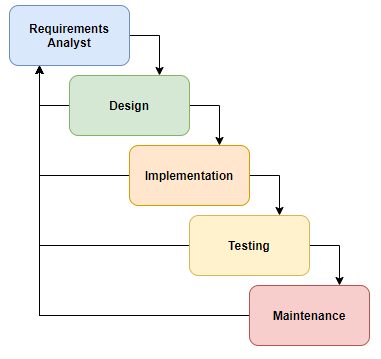 Requirements
Analyst
Design
Implementation
Testing
Maintenance